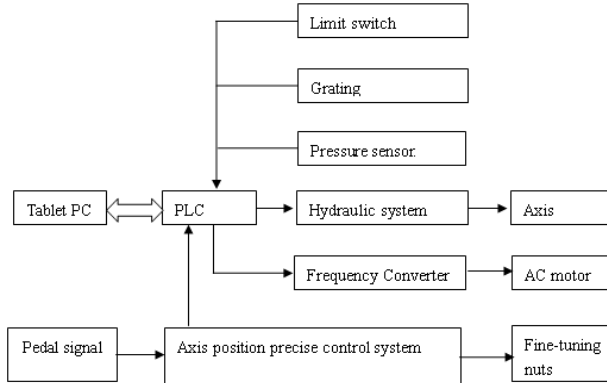 Limit switch
Grating
Pressure sensor.
Tablet PC
PLC
Hydraulic system
Axis
Frequency Converter
AC motor
Pedal signal
Axis position precise control system
Fine-tuning
nuts